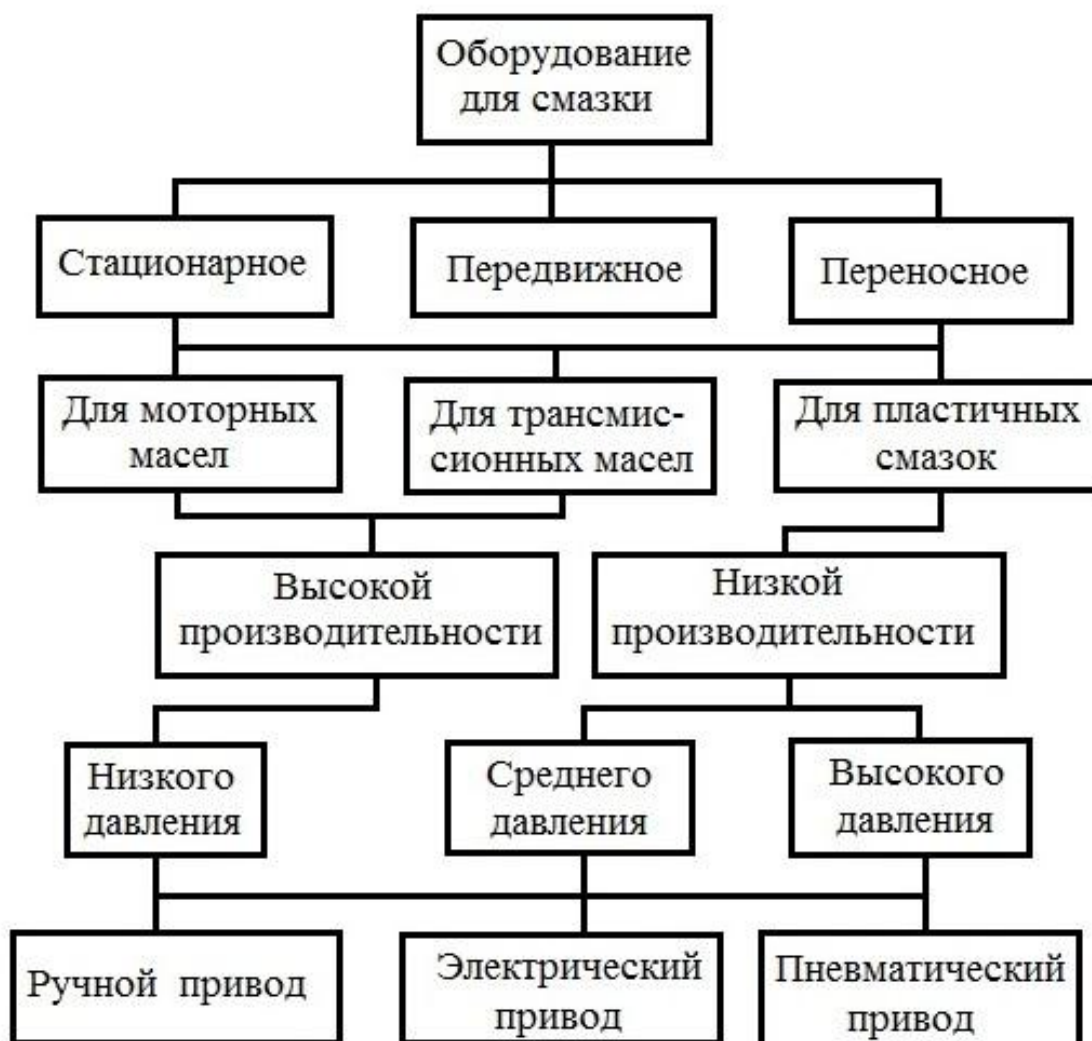 Оборудование
для смазки
Стационарное
Передвижное
Переносное
Для моторных
масел
Для трансмис-
сионных масел
Для пластичных
смазок
Высокой
производительности
Низкой
производительности
Низкого
давления
Среднего
давления
Высокого
давления
Ручной привод
Электрический
привод
Пневматический
привод